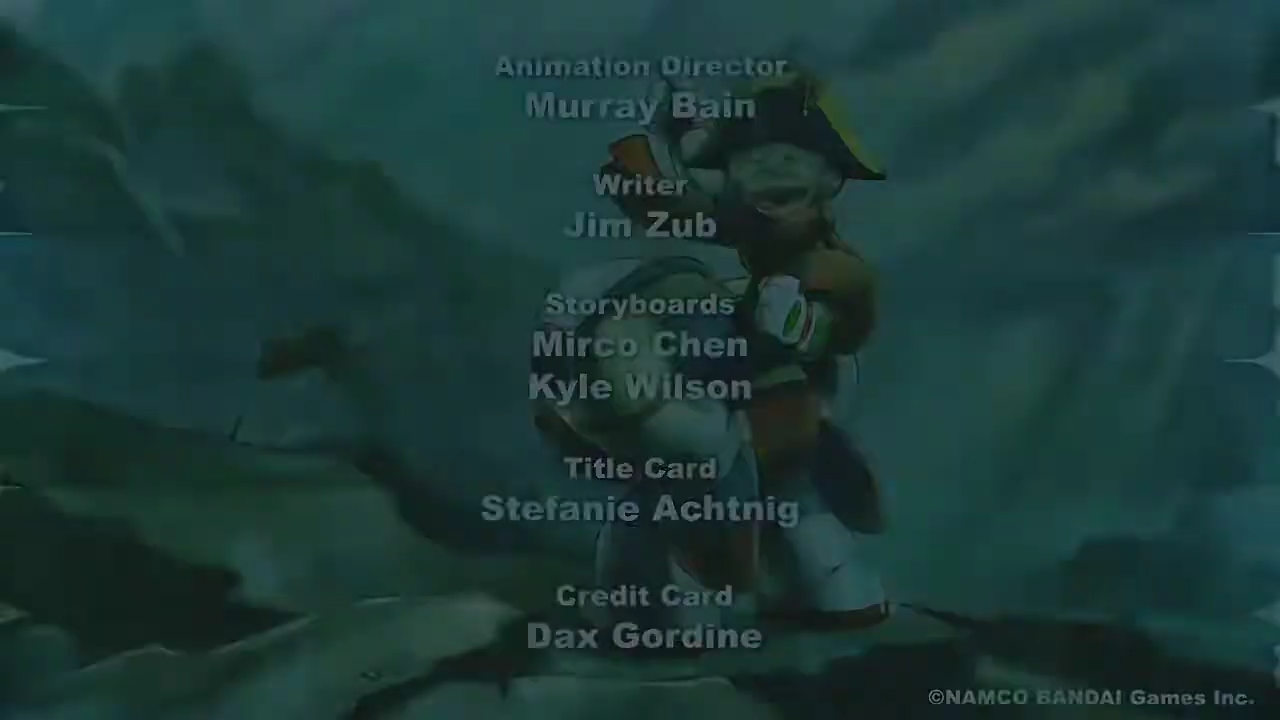 Animation Director
Murray Bain
Writer
Jim Zub
Storyboards
Mirco Chen
Kyle Wilson
Title Card
Stefanie Achtnig
Credit Card
Dax Gordine
©NAMCO BANDAI Games Inc.